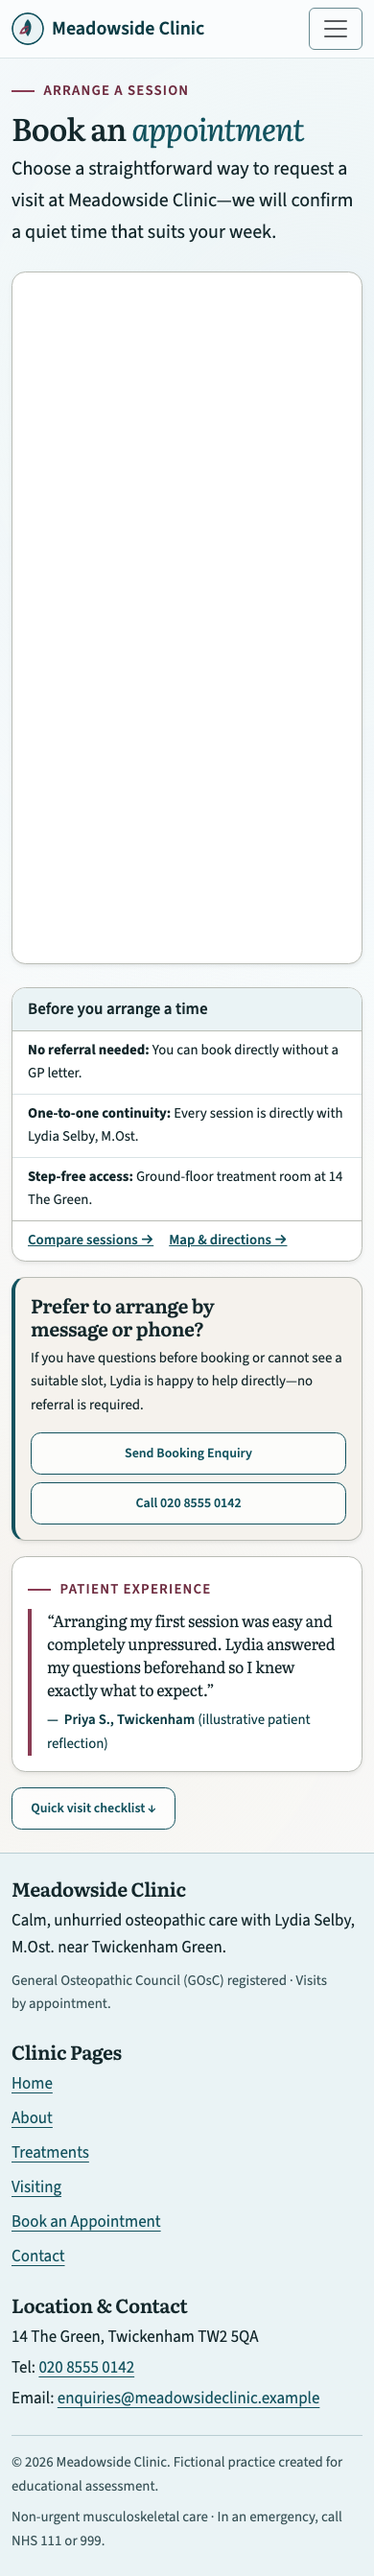 Meadowside Clinic
ARRANGE A SESSION
Book an appointment
Choose a straightforward way to request a
visit at Meadowside Clinic—we will confirm
a quiet time that suits your week.
Before you arrange a time
No referral needed: You can book directly without a
GP letter.
One-to-one continuity: Every session is directly with
Lydia Selby, M.Ost.
Step-free access: Ground-floor treatment room at 14
The Green.
Compare sessions → Map & directions →
Prefer to arrange by
message or phone?
If you have questions before booking or cannot see a
suitable slot, Lydia is happy to help directly—no
referral is required.
Send Booking Enquiry
Call 020 8555 0142
PATIENT EXPERIENCE
“Arranging my first session was easy and
completely unpressured. Lydia answered
my questions beforehand so I knew
exactly what to expect.”
— Priya S., Twickenham (illustrative patient
reflection)
Quick visit checklist ↓
Meadowside Clinic
Calm, unhurried osteopathic care with Lydia Selby,
M.Ost. near Twickenham Green.
General Osteopathic Council (GOsC) registered · Visits
by appointment.
Clinic Pages
Home
About
Treatments
Visiting
Book an Appointment
Contact
Location & Contact
14 The Green, Twickenham TW2 5QA
Tel: 020 8555 0142
Email: enquiries@meadowsideclinic.example
© 2026 Meadowside Clinic. Fictional practice created for
educational assessment.
Non-urgent musculoskeletal care · In an emergency, call
NHS 111 or 999.